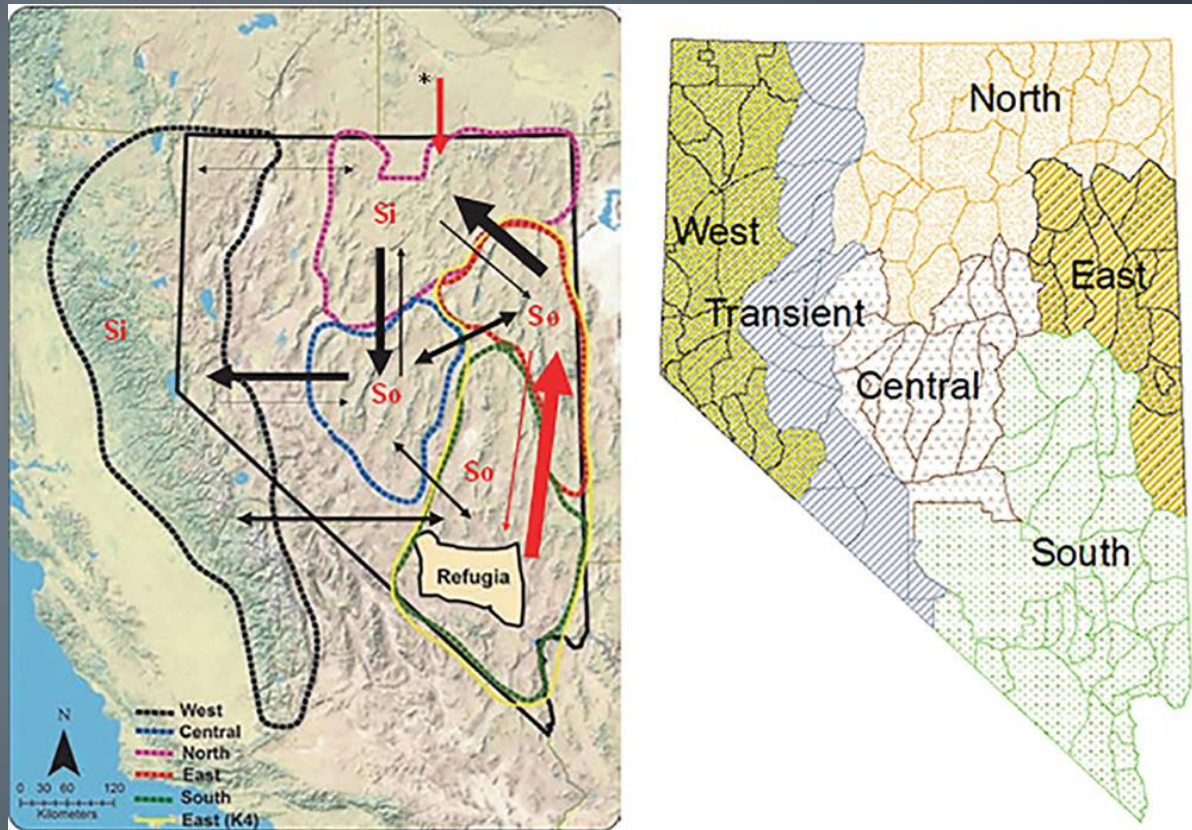 *
Si
Si
So
So
So
Refugia
N
0 30 60 120
Kilometers
West
Central
North
East
South
East (K4)
North
West
East
Transient
Central
South